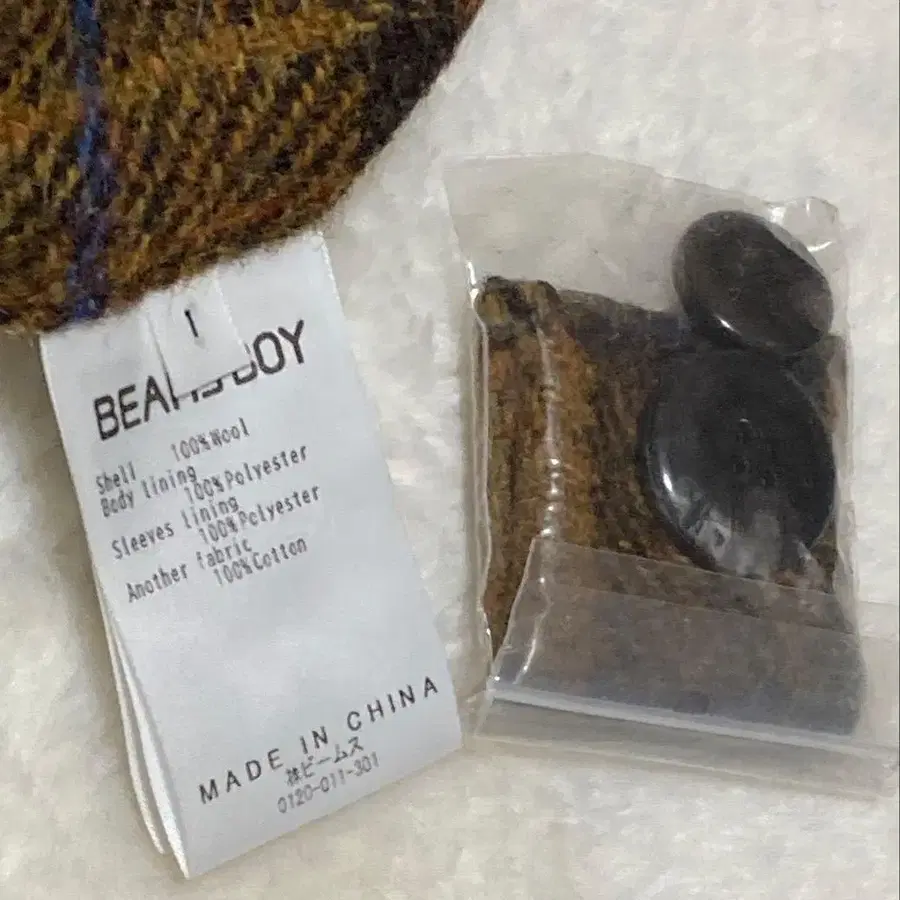 1
BEAMS BOY
Shell 100%Wool
Body lining
100%Polyester
Sleeves lining
100%Polyester
Another fabric
100%Cotton
MADE IN CHINA
㈱ビームス
0120-011-301